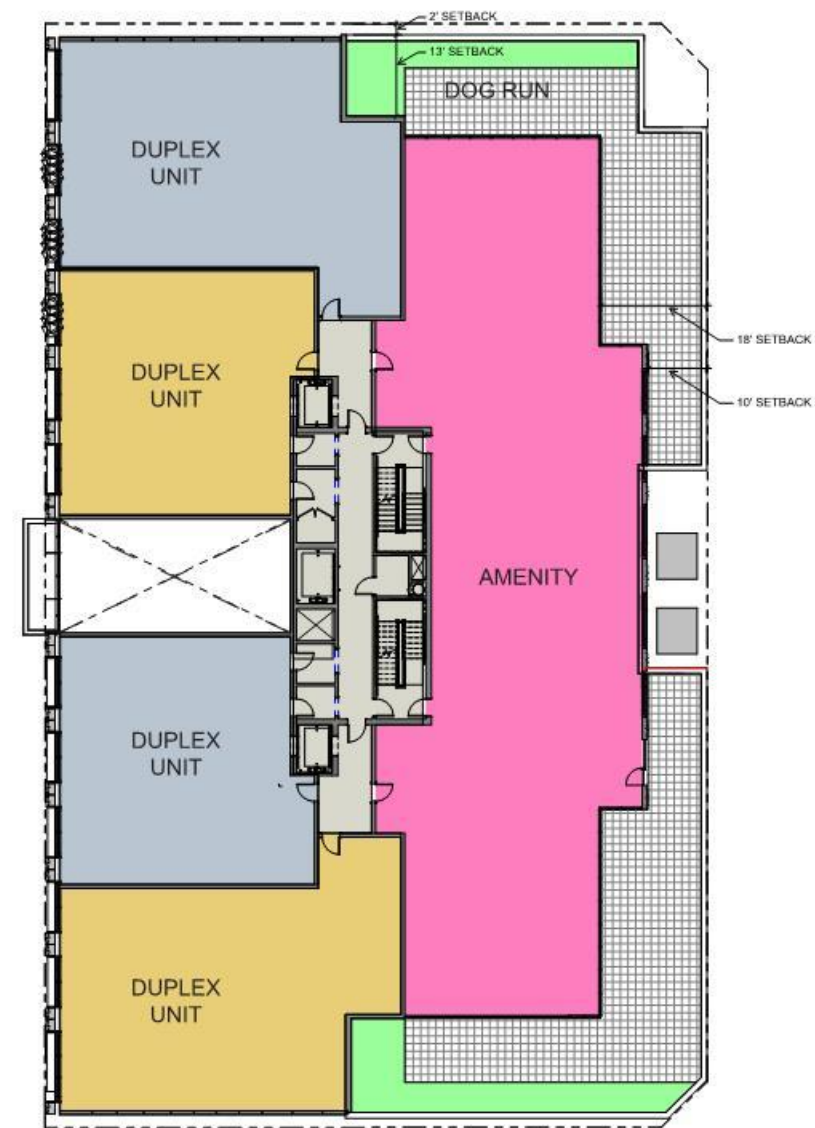 2' SETBACK
13' SETBACK
DOG RUN
DUPLEX
UNIT
18' SETBACK
DUPLEX
UNIT
10' SETBACK
AMENITY
DUPLEX
UNIT
DUPLEX
UNIT